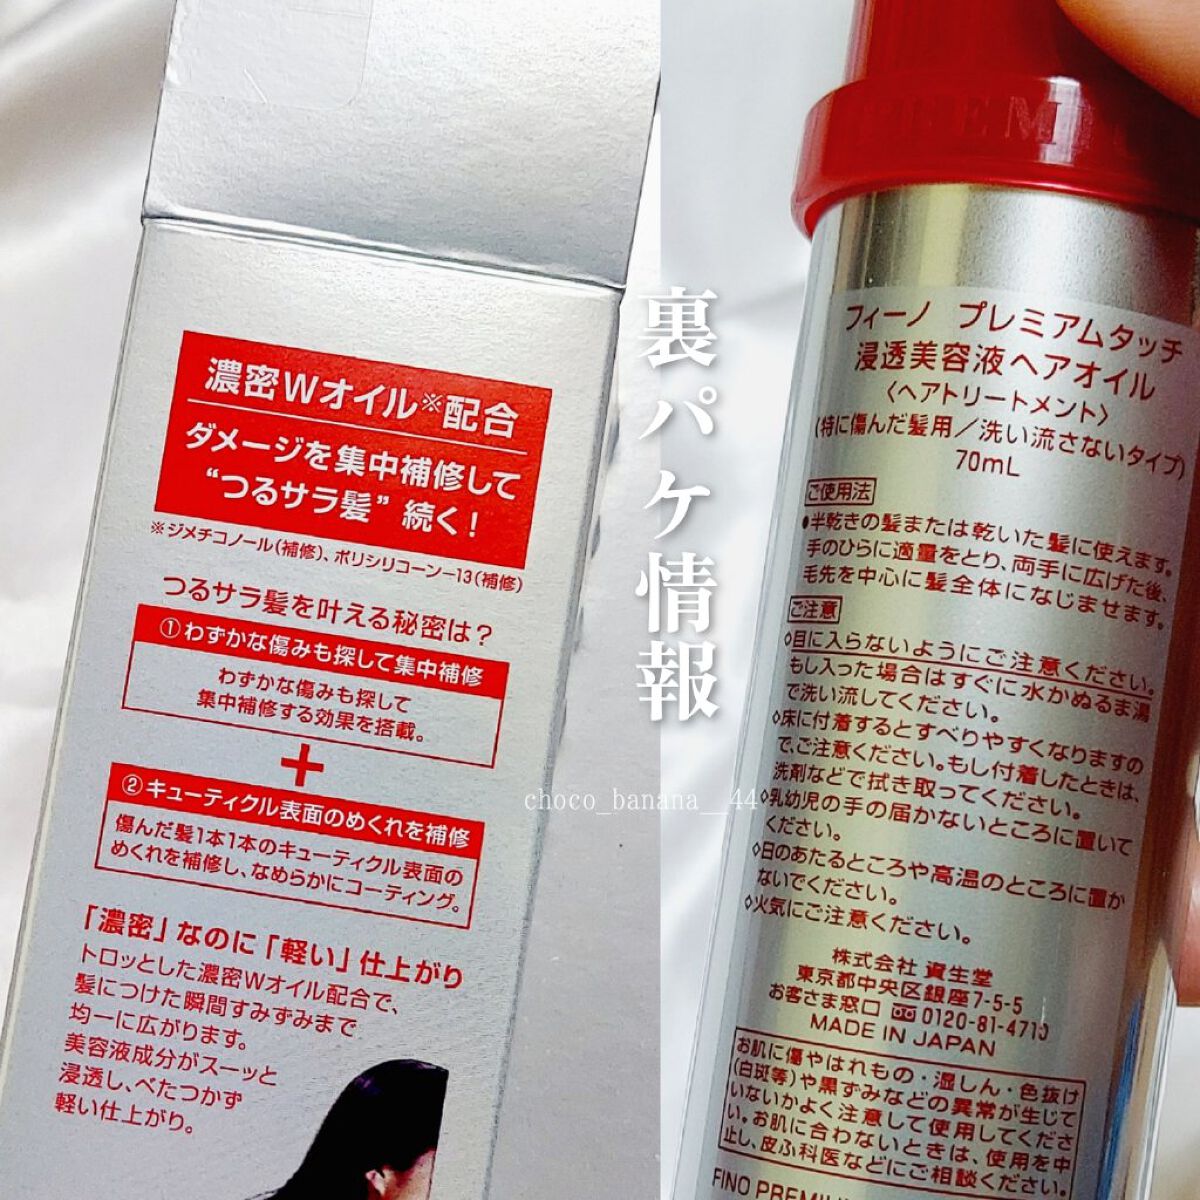 濃密Wオイル※配合
ダメージを集中補修して
“つるサラ髪” 続く!
※ジメチコノール(補修)、ポリシリコーン-13(補修)
つるサラ髪を叶える秘密は?
①わずかな傷みも探して集中補修
わずかな傷みも探して
集中補修する効果を搭載。
+
②キューティクル表面のめくれを補修
傷んだ髪1本1本のキューティクル表面の
めくれを補修し、なめらかにコーティング。
「濃密」なのに「軽い」仕上がり
トロッとした濃密Wオイル配合で、
髪につけた瞬間すみずみまで
均一に広がります。
美容液成分がスーッと
浸透し、べたつかず
軽い仕上がり。
裏パケ情報
choco_banana__44
フィーノ プレミアムタッチ
浸透美容液ヘアオイル
〈ヘアトリートメント〉
(特に傷んだ髪用/洗い流さないタイプ)
70mL
ご使用法
●半乾きの髪または乾いた髪に使えます。
手のひらに適量をとり、両手に広げた後、
毛先を中心に髪全体になじませます。
ご注意
◇目に入らないようにご注意ください。
もし入った場合はすぐに水かぬるま湯
で洗い流してください。
◇床に付着するとすべりやすくなりますの
で、ご注意ください。もし付着したときは、
洗剤などで拭き取ってください。
◇乳幼児の手の届かないところに置いて
ください。
◇日のあたるところや高温のところに置か
ないでください。
◇火気にご注意ください。
株式会社 資生堂
東京都中央区銀座7-5-5
お客さま窓口 0120-81-4710
MADE IN JAPAN
お肌に傷やはれもの・湿しん・色抜け
(白斑等)や黒ずみなどの異常が生じて
いないかよく注意して使用してくださ
い。お肌に合わないときは、使用を中
止し、皮ふ科医などにご相談ください。
FINO PREMIUM